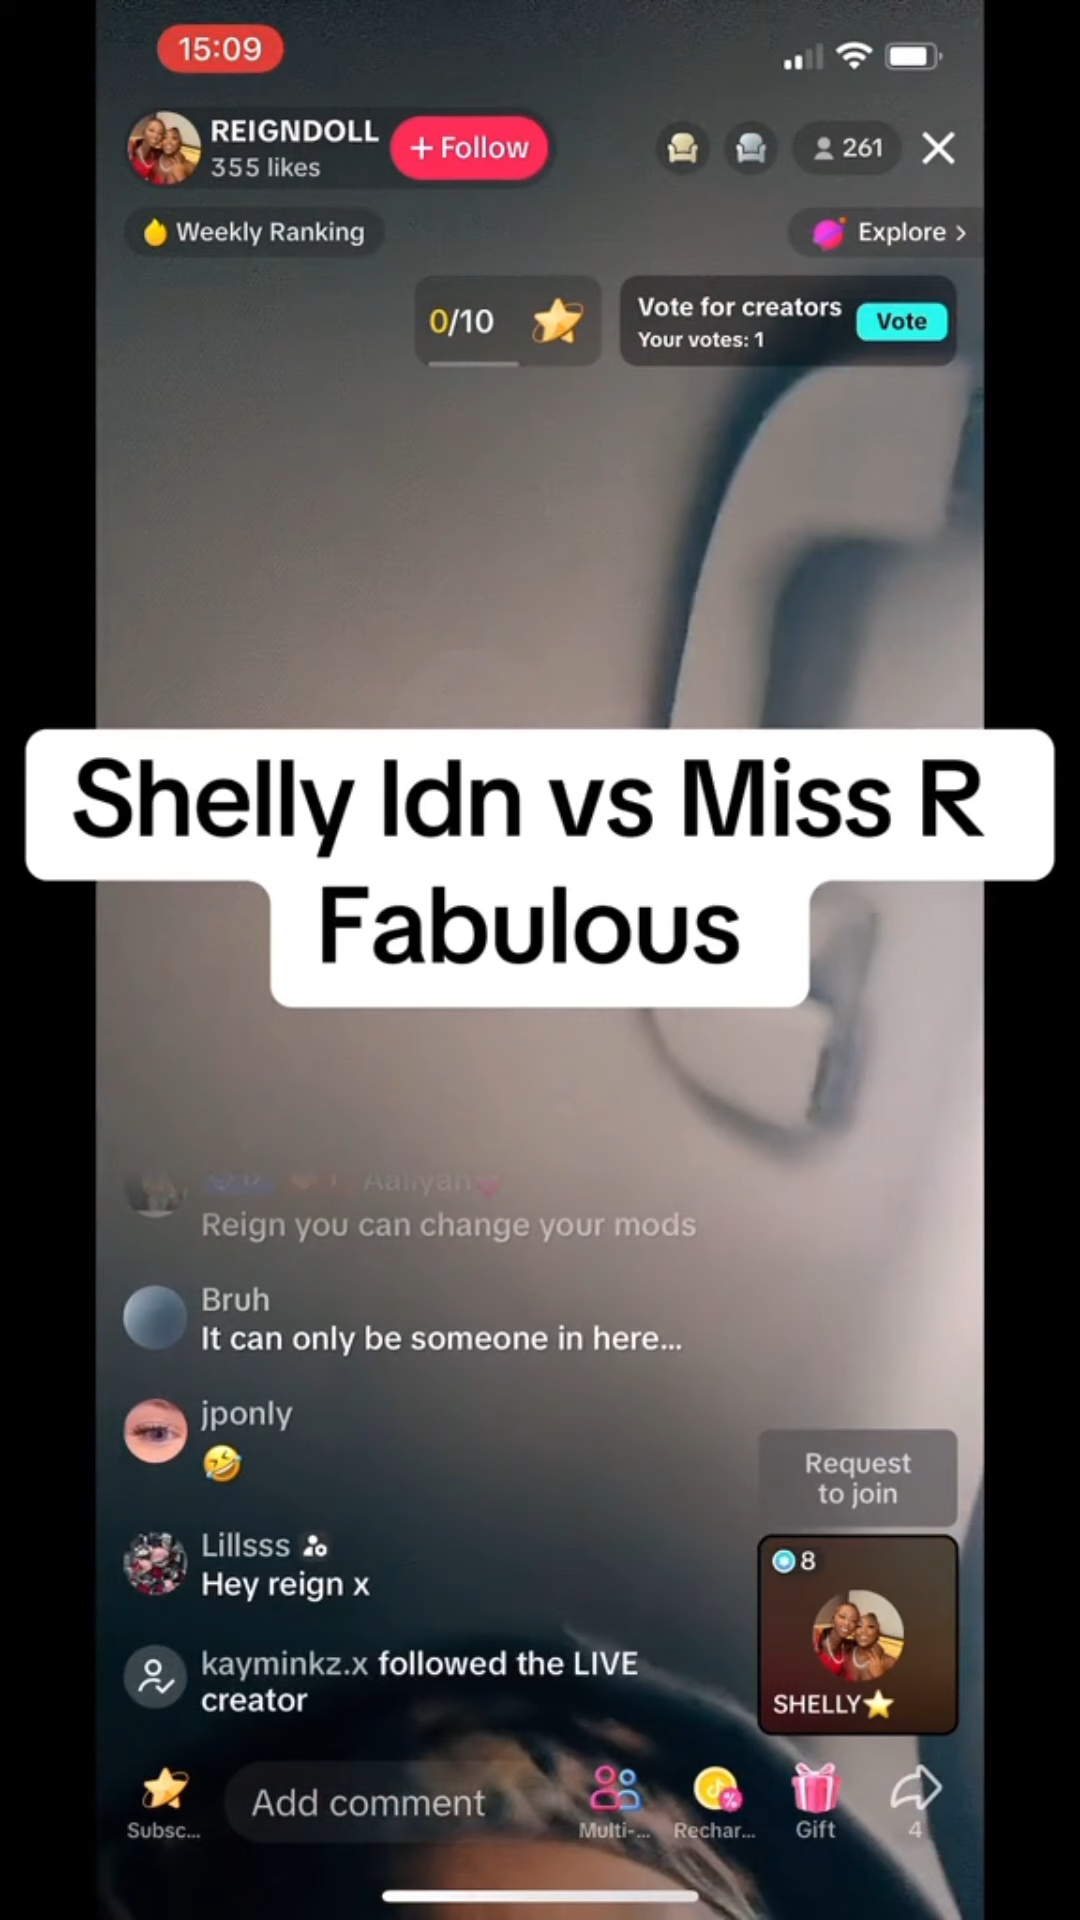 15:09
REIGNDOLL
355 likes
+ Follow
261
Weekly Ranking
Explore >
0/10
Vote for creators
Your votes: 1
Vote
Shelly ldn vs Miss R
Fabulous
Aaliyah
Reign you can change your mods
Bruh
It can only be someone in here...
jponly
Lillsss
Hey reign x
kayminkz.x followed the LIVE
creator
Request
to join
8
SHELLY
Subsc...
Add comment
Multi-...
Rechar...
Gift
4